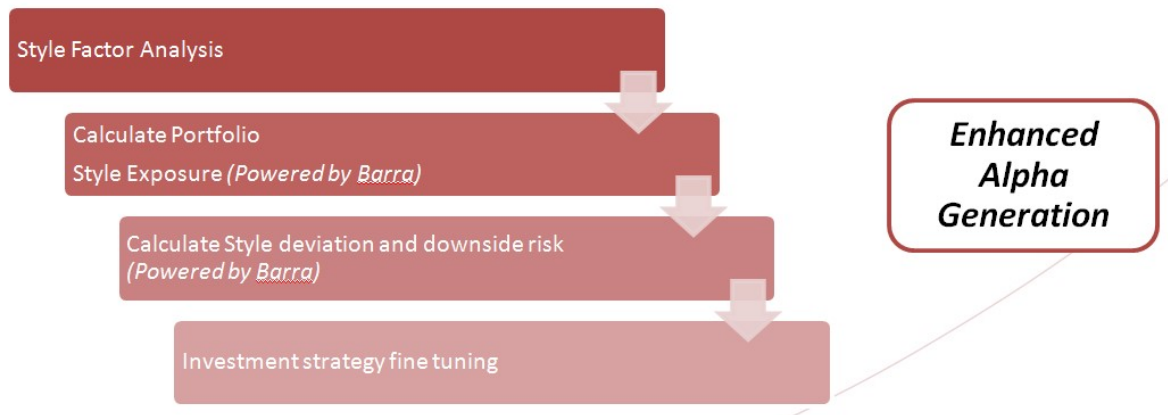 Style Factor Analysis
Calculate Portfolio
Style Exposure (Powered by Barra)
Calculate Style deviation and downside risk
(Powered by Barra)
Investment strategy fine tuning
Enhanced
Alpha
Generation